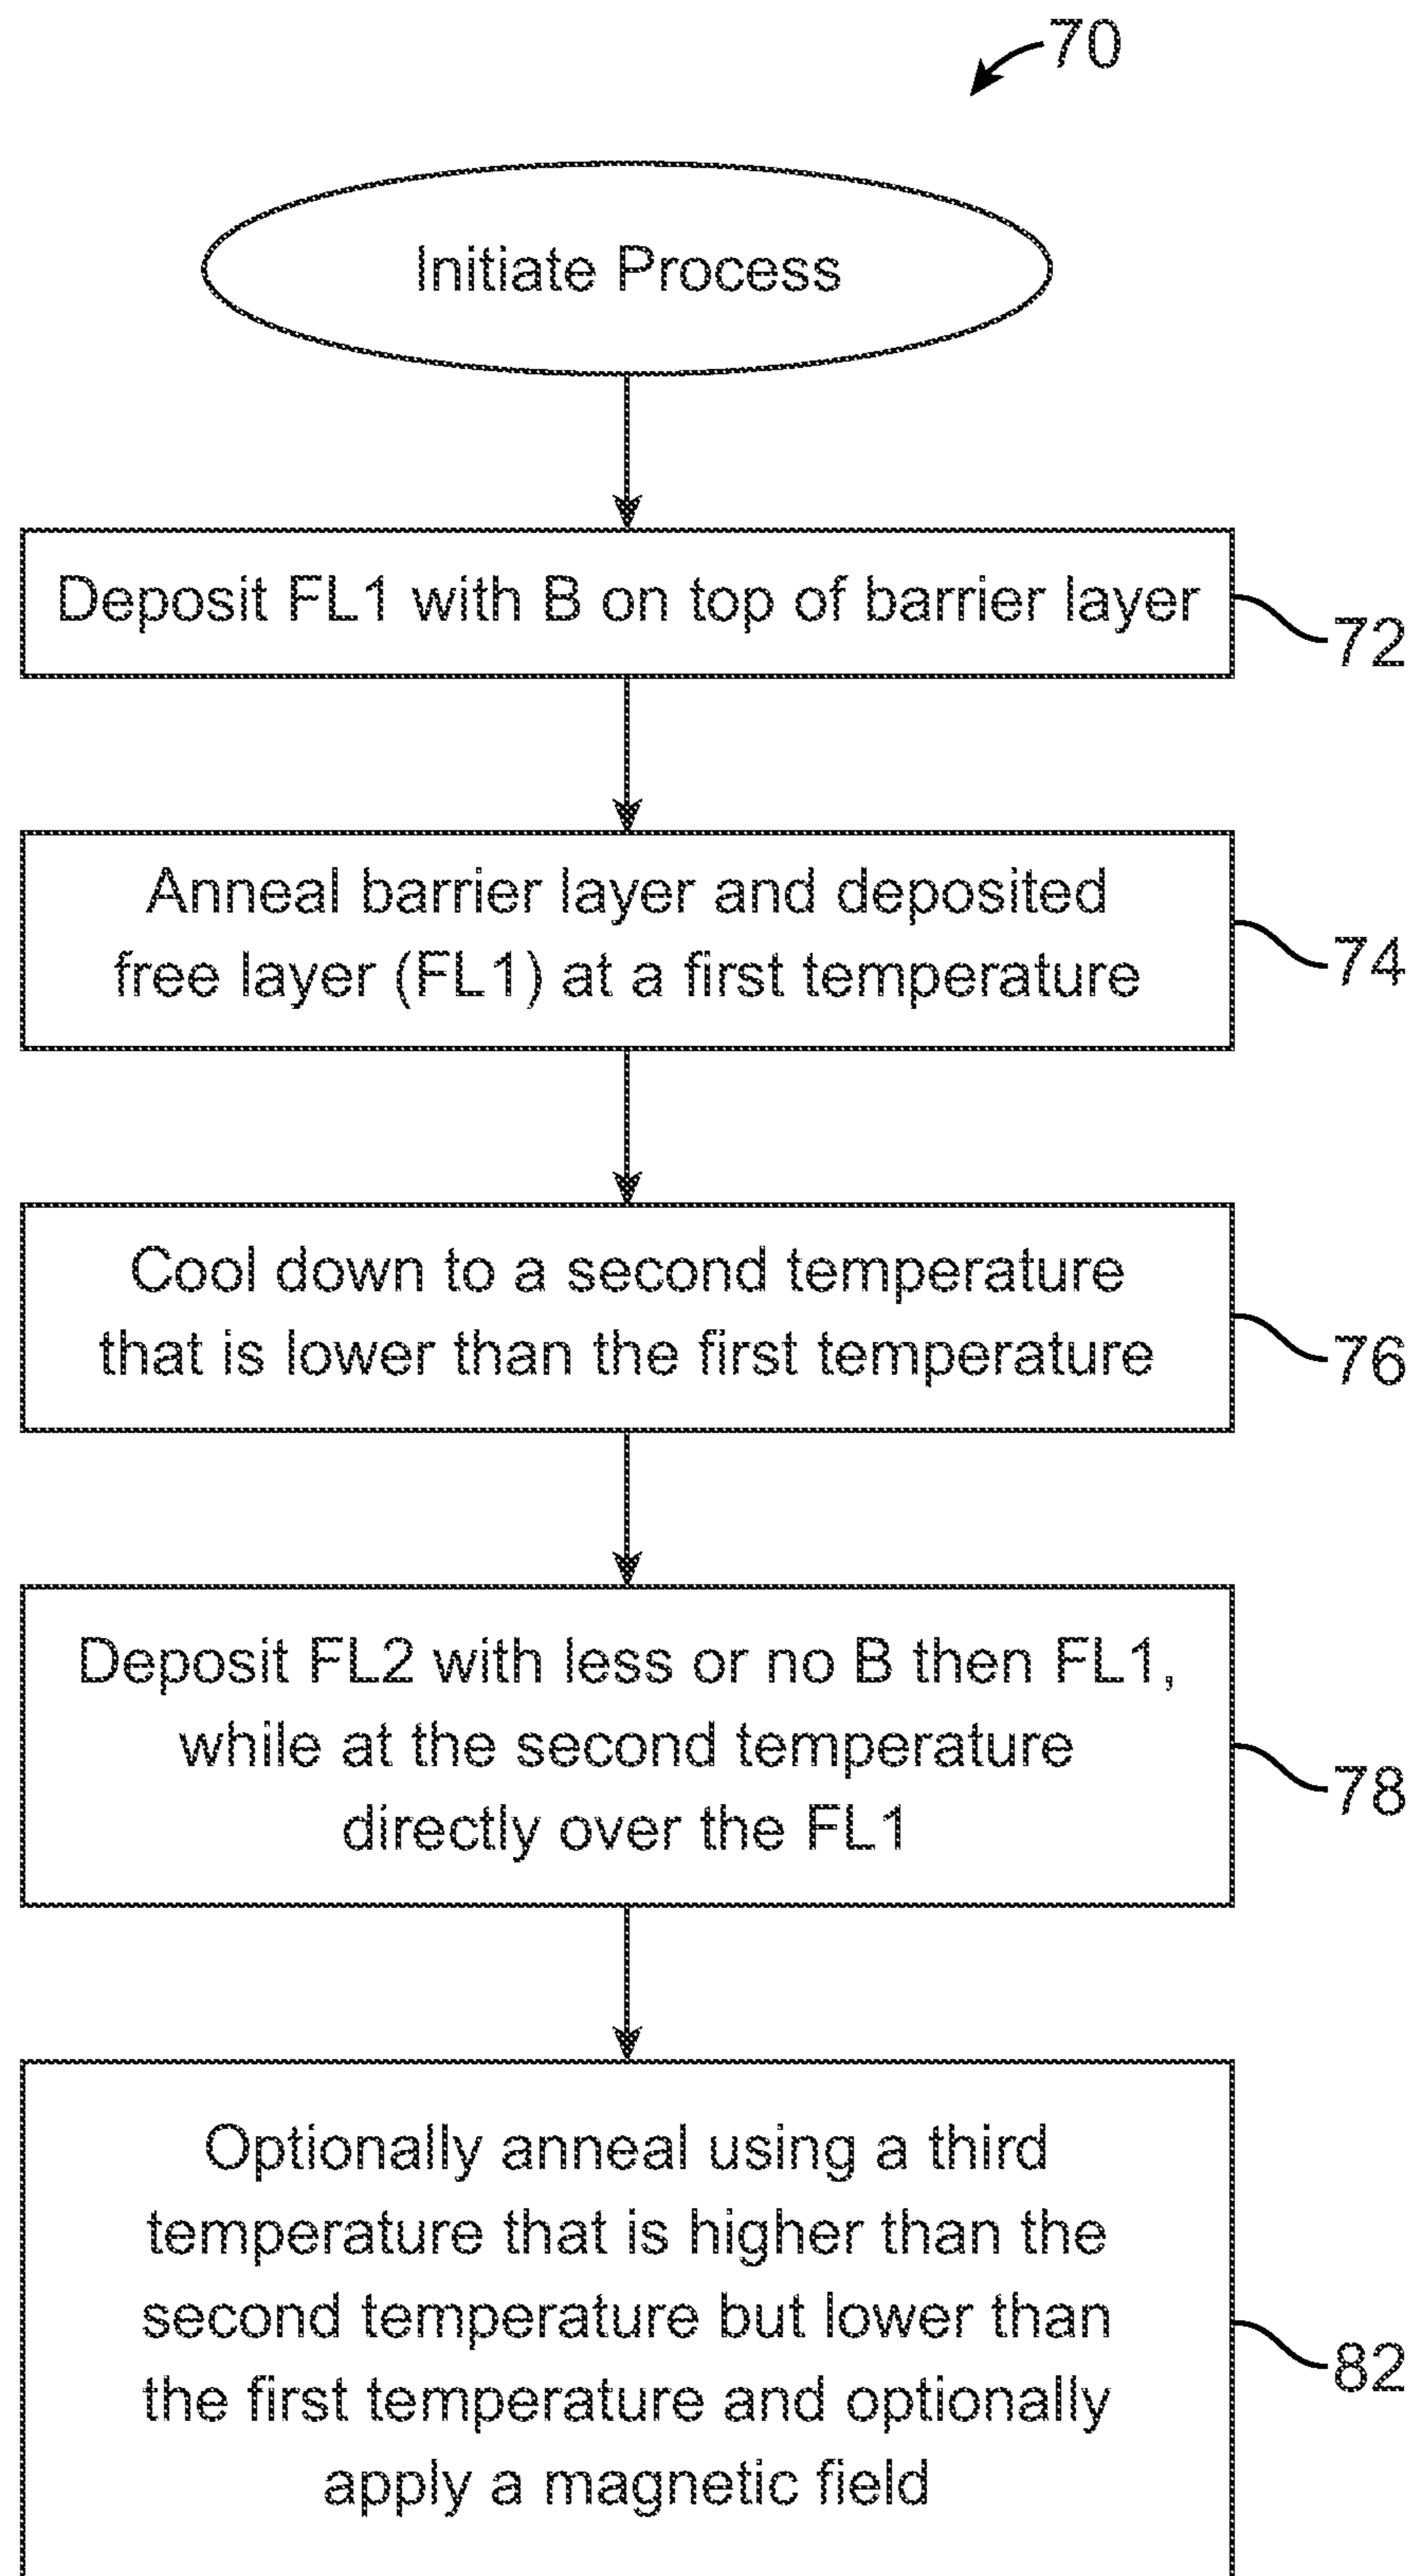 70
Initiate Process
Deposit FL1 with B on top of barrier layer
72
Anneal barrier layer and deposited
free layer (FL1) at a first temperature
74
Cool down to a second temperature
that is lower than the first temperature
76
Deposit FL2 with less or no B then FL1,
while at the second temperature
directly over the FL1
78
Optionally anneal using a third
temperature that is higher than the
second temperature but lower than
the first temperature and optionally
apply a magnetic field
82